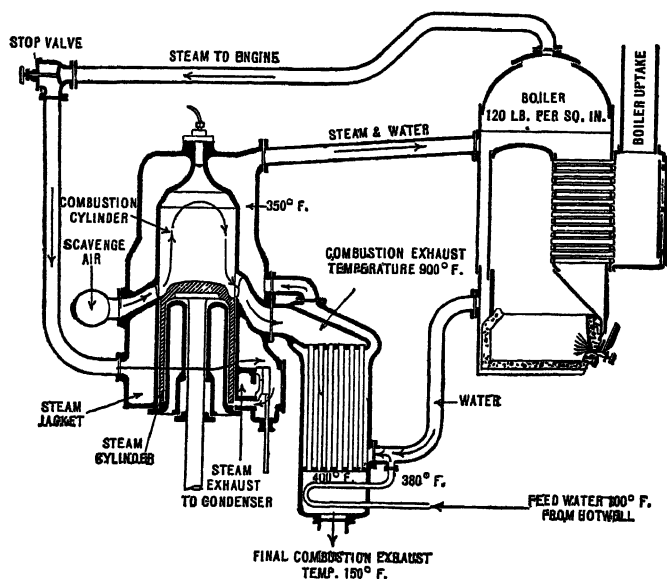 STOP VALVE
STEAM TO ENGINE
BOILER
120 LB. PER SQ. IN.
BOILER UPTAKE
STEAM & WATER
COMBUSTION
CYLINDER
350° F.
SCAVENGE
AIR
COMBUSTION EXHAUST
TEMPERATURE 900° F.
STEAM
JACKET
STEAM
CYLINDER
STEAM
EXHAUST
TO CONDENSER
WATER
400° F.
380° F.
FEED WATER 100° F.
FROM HOTWELL
FINAL COMBUSTION EXHAUST
TEMP. 150° F.